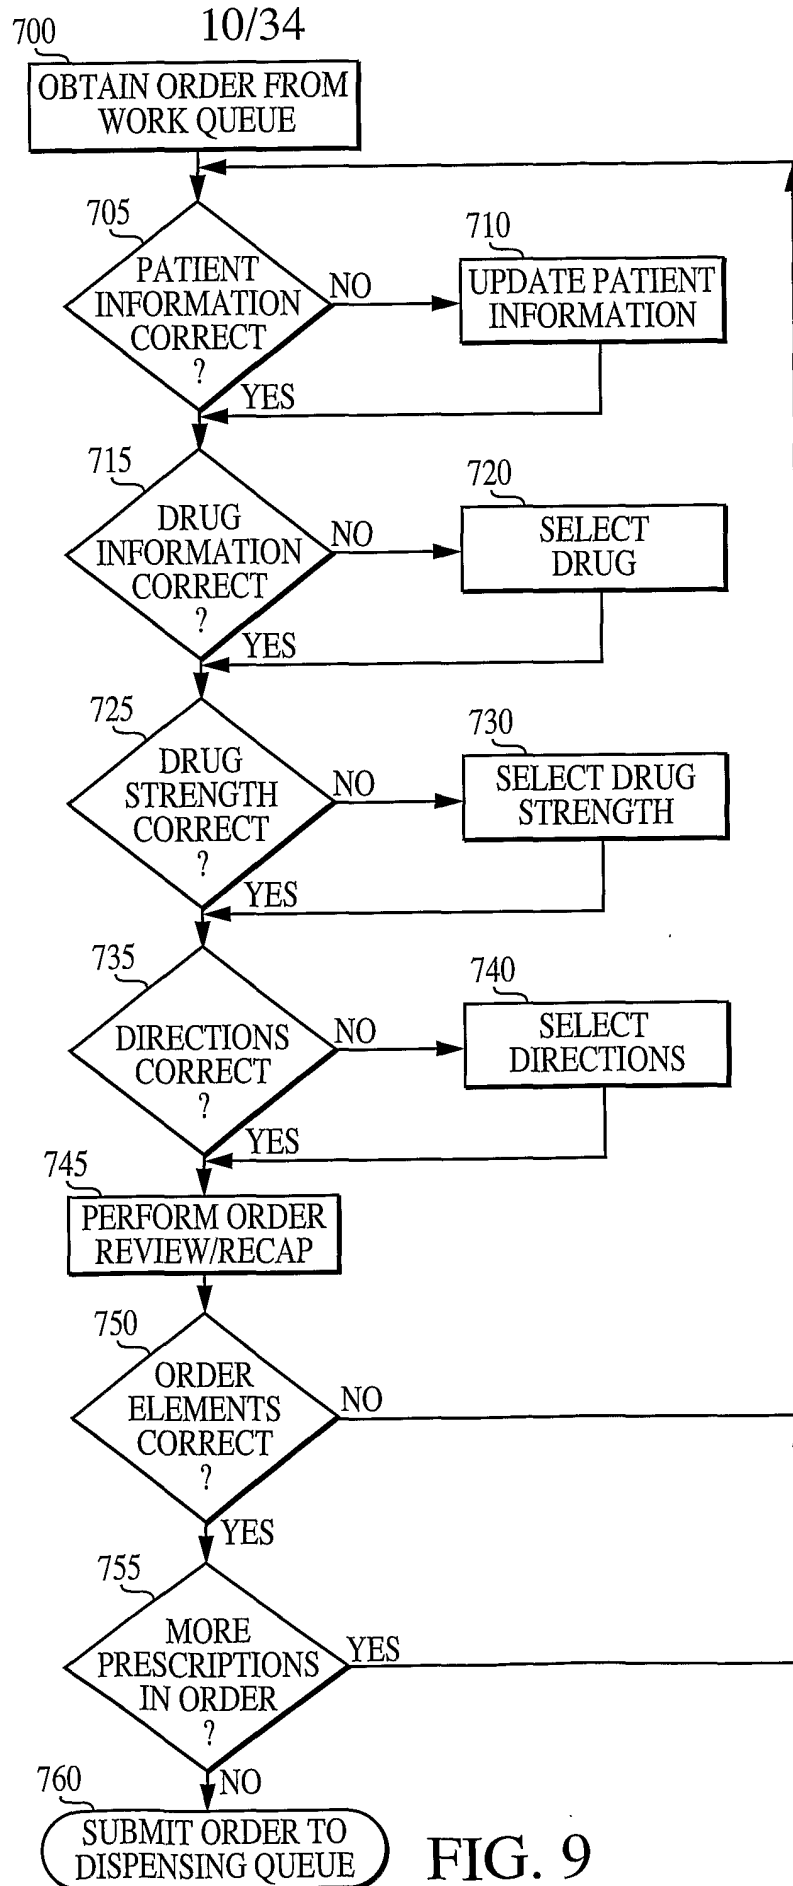 10/34
700
OBTAIN ORDER FROM
WORK QUEUE
705
PATIENT
INFORMATION
CORRECT
?
NO
710
UPDATE PATIENT
INFORMATION
YES
715
DRUG
INFORMATION
CORRECT
?
NO
720
SELECT
DRUG
YES
725
DRUG
STRENGTH
CORRECT
?
NO
730
SELECT DRUG
STRENGTH
YES
735
DIRECTIONS
CORRECT
?
NO
740
SELECT
DIRECTIONS
YES
745
PERFORM ORDER
REVIEW/RECAP
750
ORDER
ELEMENTS
CORRECT
?
NO
YES
755
MORE
PRESCRIPTIONS
IN ORDER
?
YES
NO
760
SUBMIT ORDER TO
DISPENSING QUEUE
FIG. 9